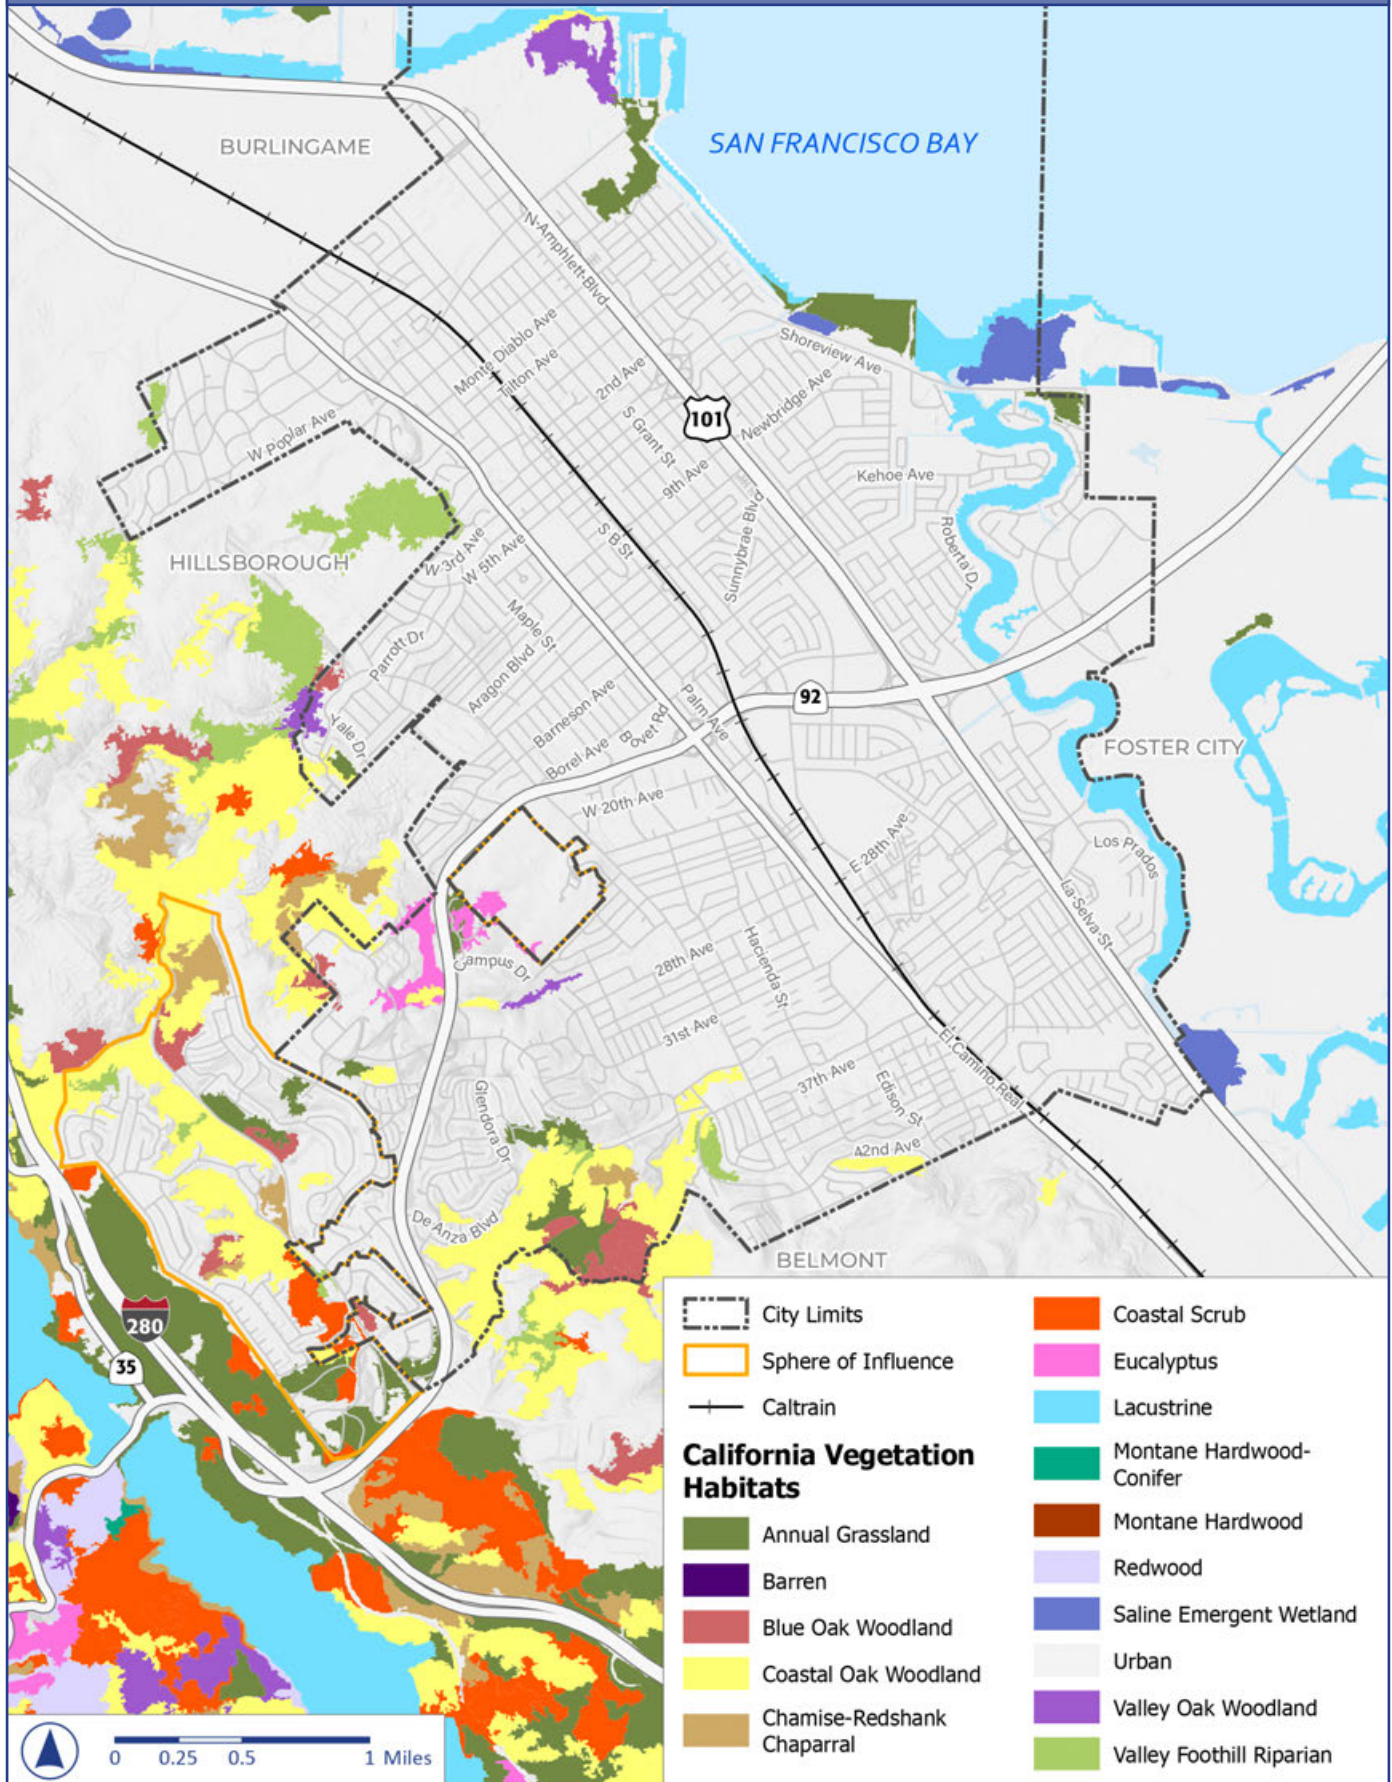 BURLINGAME
SAN FRANCISCO BAY
N-Amphlett-Blvd
Monte Diablo Ave
Tilton Ave
2nd Ave
Shoreview Ave
S Grant St
101
Newbridge Ave
W Poplar Ave
9th Ave
Kehoe Ave
Sunnybrae Blvd
S B St
Roberta Dr
HILLSBOROUGH
W 3rd Ave
W 5th Ave
Maple St
Parrott Dr
Aragon Blvd
Barneson Ave
Palm Ave
92
Yale Dr
Bovet Rd
Borel Ave
FOSTER CITY
W 20th Ave
E 28th Ave
Los Prados
La-Selva-St
Campus Dr
28th Ave
Hacienda St
31st Ave
El Camino Real
37th Ave
Edison St
Glendora Dr
42nd Ave
De Anza Blvd
BELMONT
280
35
City Limits
Sphere of Influence
Caltrain
California Vegetation
Habitats
Annual Grassland
Barren
Blue Oak Woodland
Coastal Oak Woodland
Chamise-Redshank
Chaparral
Coastal Scrub
Eucalyptus
Lacustrine
Montane Hardwood-
Conifer
Montane Hardwood
Redwood
Saline Emergent Wetland
Urban
Valley Oak Woodland
Valley Foothill Riparian
0 0.25 0.5 1 Miles